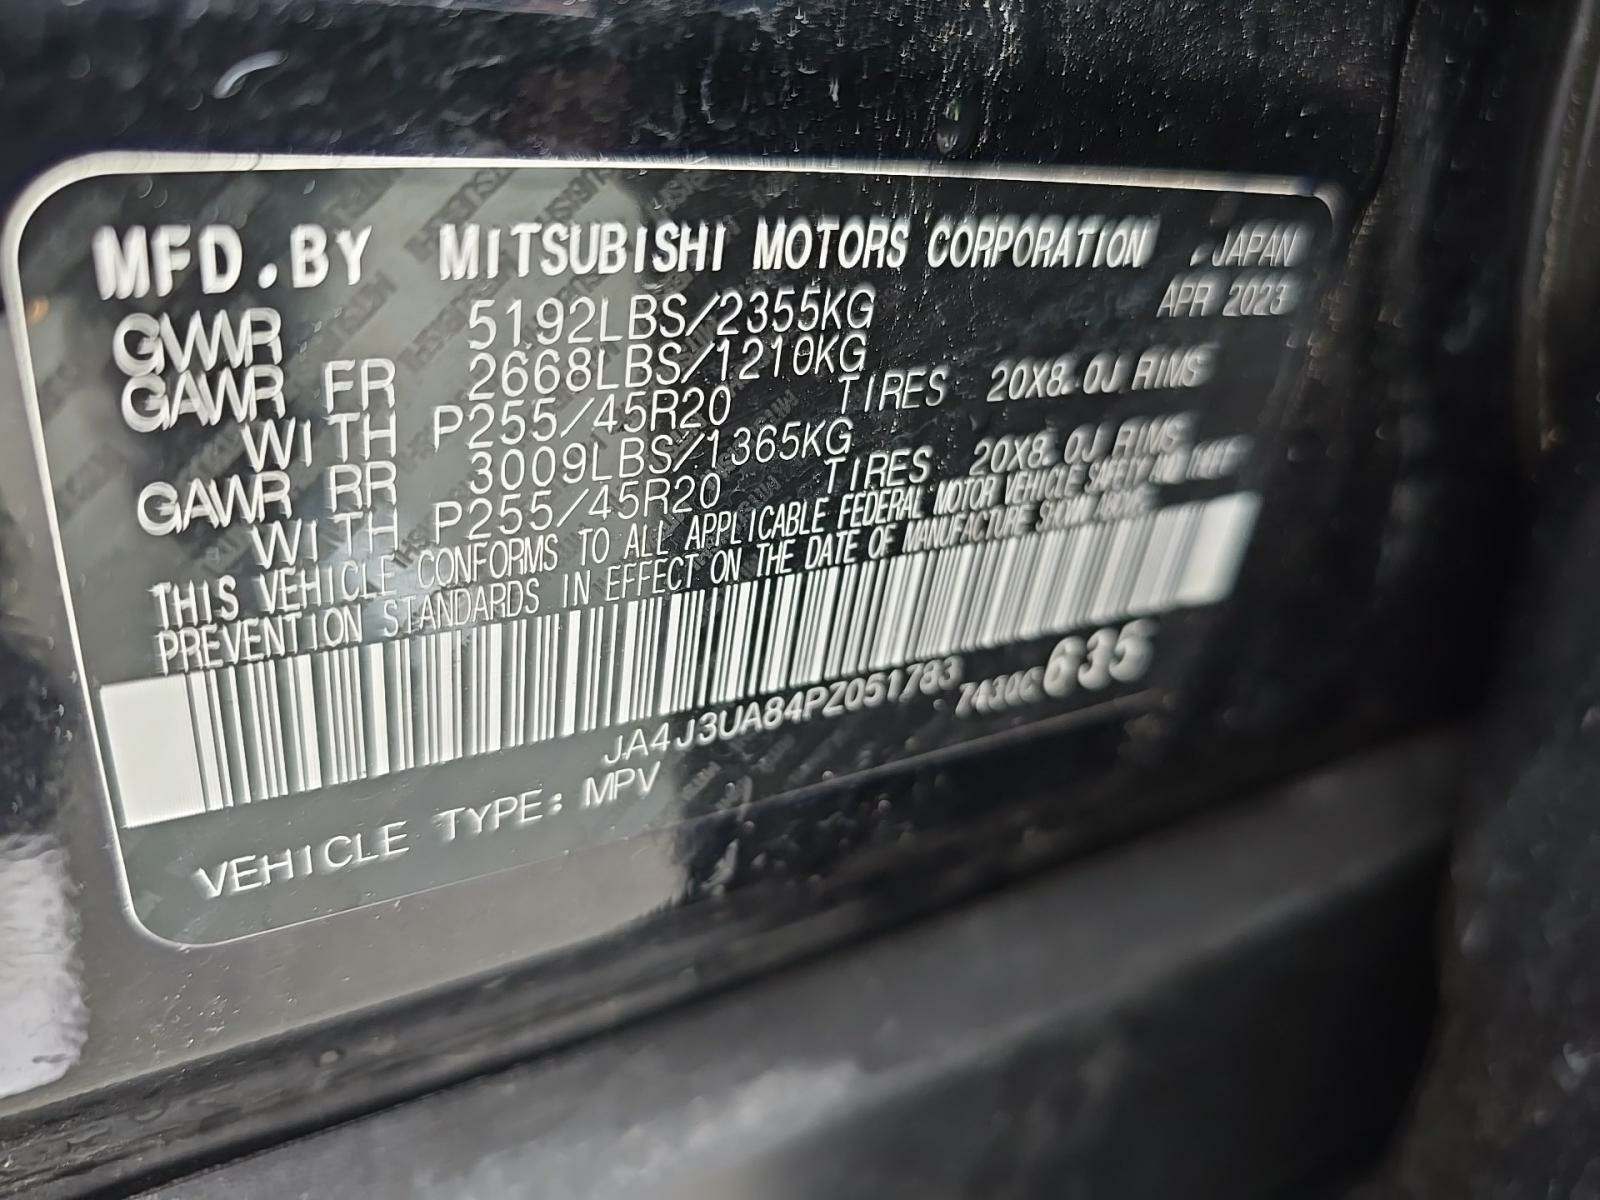 MFD.BY MITSUBISHI MOTORS CORPORATION , JAPAN
APR 2023
GVWR 5192LBS/2355KG
GAWR FR 2668LBS/1210KG
WITH P255/45R20 TIRES 20X8.0J RIMS
GAWR RR 3009LBS/1365KG
WITH P255/45R20 TIRES 20X8.0J RIMS
THIS VEHICLE CONFORMS TO ALL APPLICABLE FEDERAL MOTOR VEHICLE SAFETY AND THEFT
PREVENTION STANDARDS IN EFFECT ON THE DATE OF MANUFACTURE SHOWN ABOVE.
JA4J3UA84PZ051783
7430C 635
VEHICLE TYPE: MPV